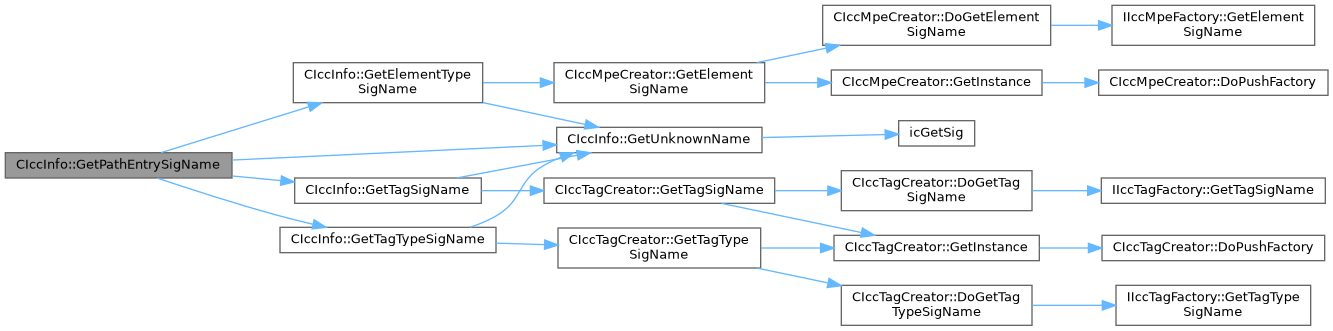 CIccInfo::GetPathEntrySigName
CIccInfo::GetElementType
SigName
CIccMpeCreator::GetElement
SigName
CIccMpeCreator::DoGetElement
SigName
IIccMpeFactory::GetElement
SigName
CIccMpeCreator::GetInstance
CIccMpeCreator::DoPushFactory
CIccInfo::GetUnknownName
icGetSig
CIccInfo::GetTagSigName
CIccTagCreator::GetTagSigName
CIccTagCreator::DoGetTag
SigName
IIccTagFactory::GetTagSigName
CIccInfo::GetTagTypeSigName
CIccTagCreator::GetTagType
SigName
CIccTagCreator::GetInstance
CIccTagCreator::DoPushFactory
CIccTagCreator::DoGetTag
TypeSigName
IIccTagFactory::GetTagType
SigName